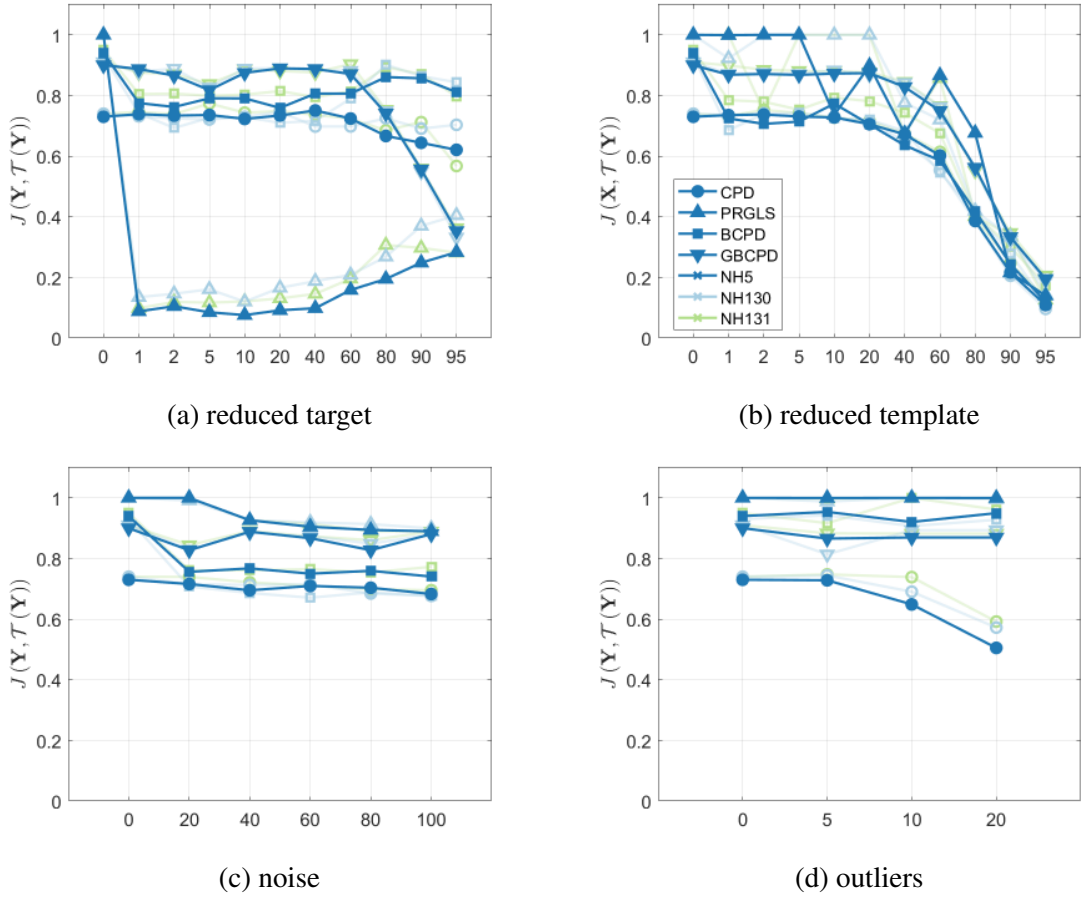 1
0.8
0.6
0.4
0.2
0
J (Y, 𝒯 (Y))
0 1 2 5 10 20 40 60 80 90 95
(a) reduced target
1
0.8
0.6
0.4
0.2
0
J (X, 𝒯 (Y))
CPD
PRGLS
BCPD
GBCPD
NH5
NH130
NH131
0 1 2 5 10 20 40 60 80 90 95
(b) reduced template
1
0.8
0.6
0.4
0.2
0
J (Y, 𝒯 (Y))
0 20 40 60 80 100
(c) noise
1
0.8
0.6
0.4
0.2
0
J (Y, 𝒯 (Y))
0 5 10 20
(d) outliers